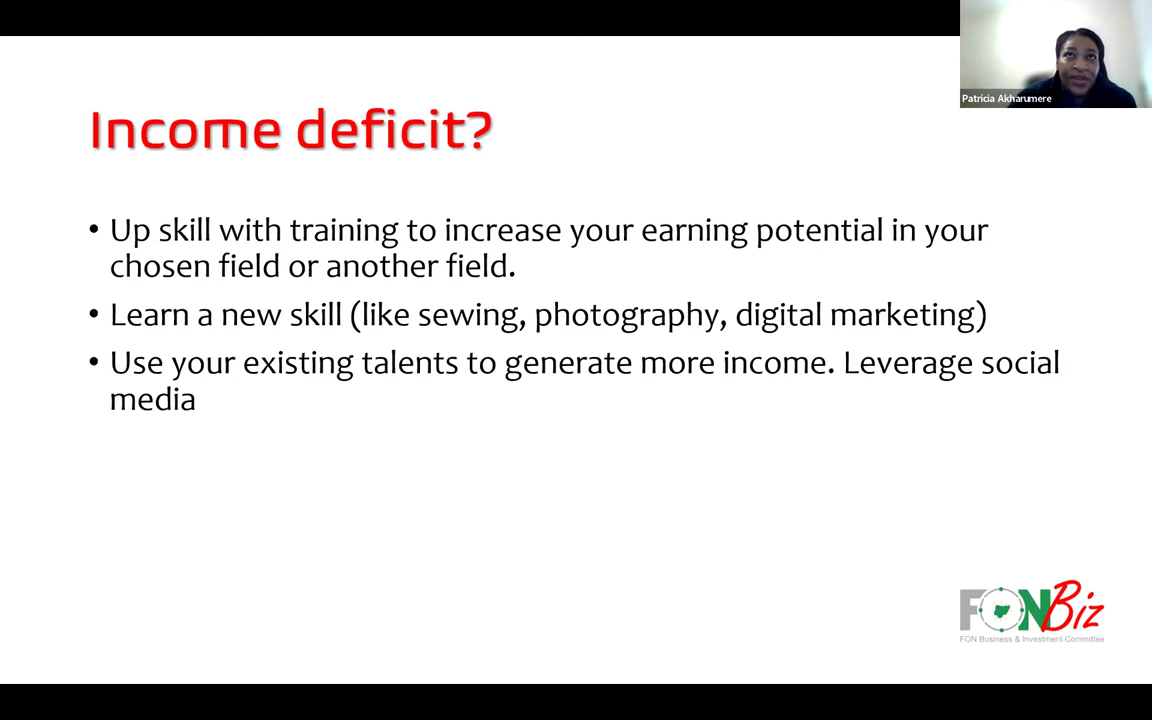 Patricia Akharumere
Income deficit?
• Up skill with training to increase your earning potential in your
chosen field or another field.
• Learn a new skill (like sewing, photography, digital marketing)
• Use your existing talents to generate more income. Leverage social
media
FONBiz
FON Business & Investment Committee